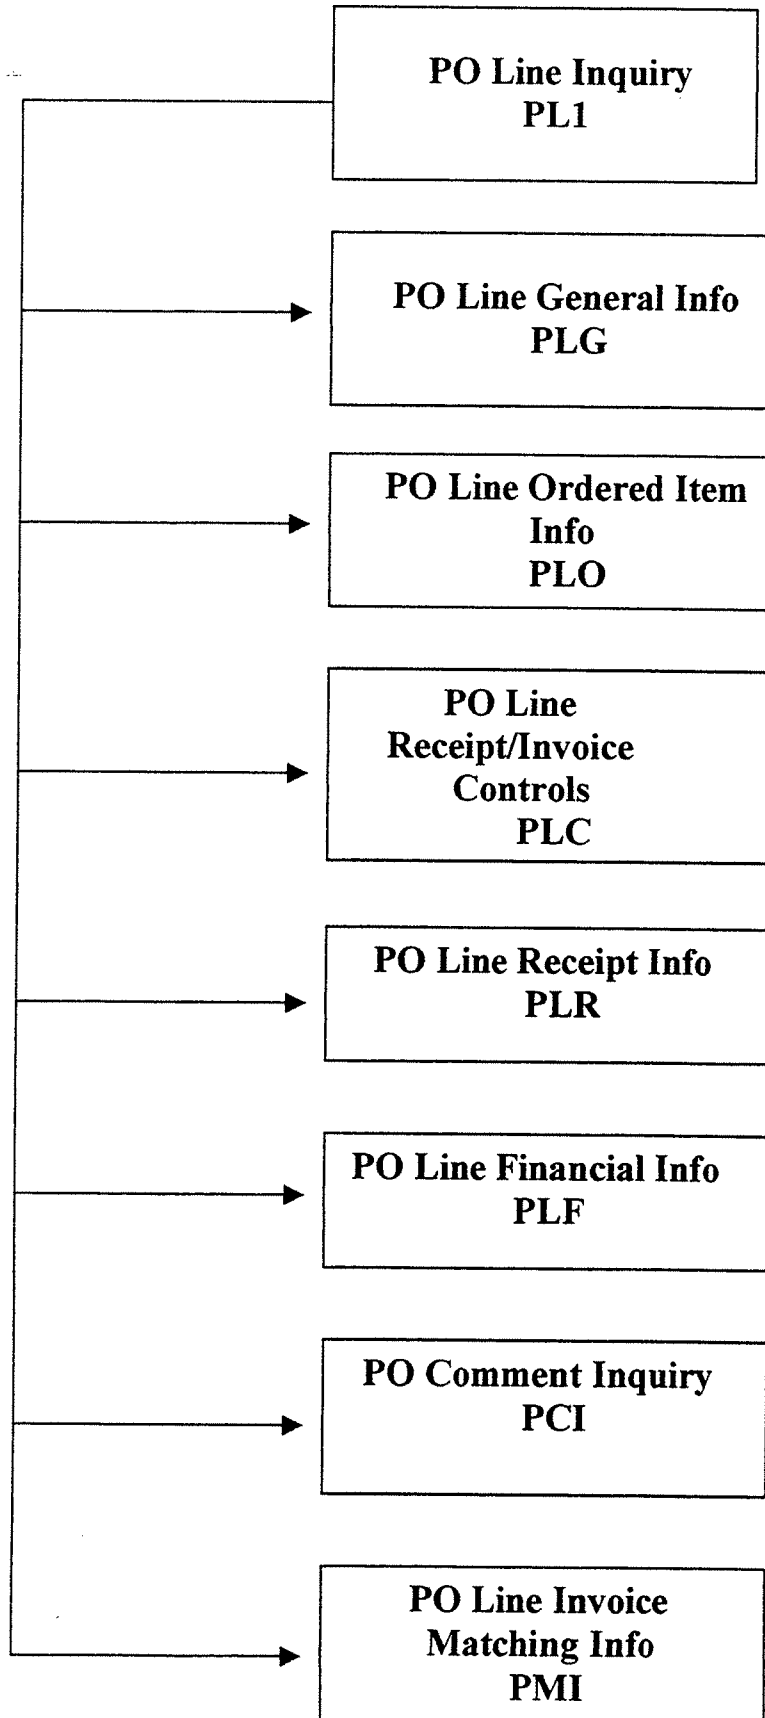 PO Line Inquiry
PL1
PO Line General Info
PLG
PO Line Ordered Item
Info
PLO
PO Line
Receipt/Invoice
Controls
PLC
PO Line Receipt Info
PLR
PO Line Financial Info
PLF
PO Comment Inquiry
PCI
PO Line Invoice
Matching Info
PMI